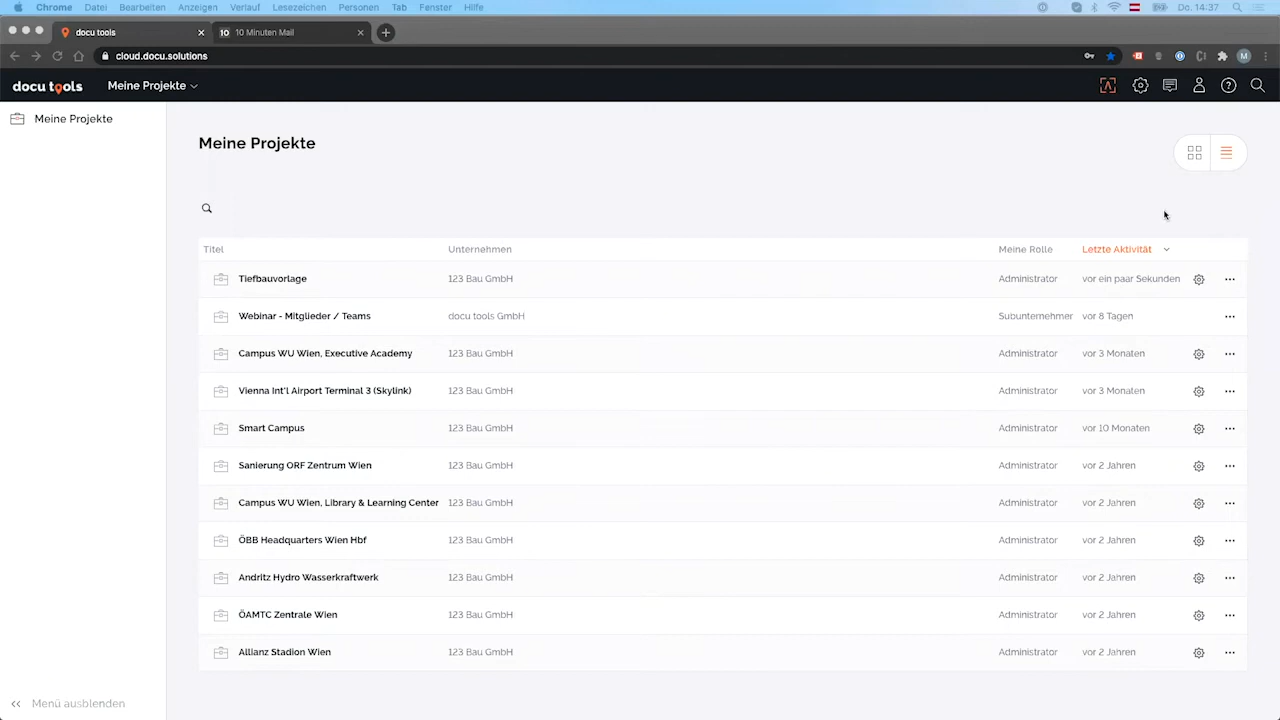 Chrome Datei Bearbeiten Anzeigen Verlauf Lesezeichen Personen Tab Fenster Hilfe Do. 14:37
docu tools 10 10 Minuten Mail
cloud.docu.solutions M
docu tools Meine Projekte
Meine Projekte
Meine Projekte
Titel Unternehmen Meine Rolle Letzte Aktivität
Tiefbauvorlage 123 Bau GmbH Administrator vor ein paar Sekunden
Webinar - Mitglieder / Teams docu tools GmbH Subunternehmer vor 8 Tagen
Campus WU Wien, Executive Academy 123 Bau GmbH Administrator vor 3 Monaten
Vienna Int'l Airport Terminal 3 (Skylink) 123 Bau GmbH Administrator vor 3 Monaten
Smart Campus 123 Bau GmbH Administrator vor 10 Monaten
Sanierung ORF Zentrum Wien 123 Bau GmbH Administrator vor 2 Jahren
Campus WU Wien, Library & Learning Center 123 Bau GmbH Administrator vor 2 Jahren
ÖBB Headquarters Wien Hbf 123 Bau GmbH Administrator vor 2 Jahren
Andritz Hydro Wasserkraftwerk 123 Bau GmbH Administrator vor 2 Jahren
ÖAMTC Zentrale Wien 123 Bau GmbH Administrator vor 2 Jahren
Allianz Stadion Wien 123 Bau GmbH Administrator vor 2 Jahren
Menü ausblenden